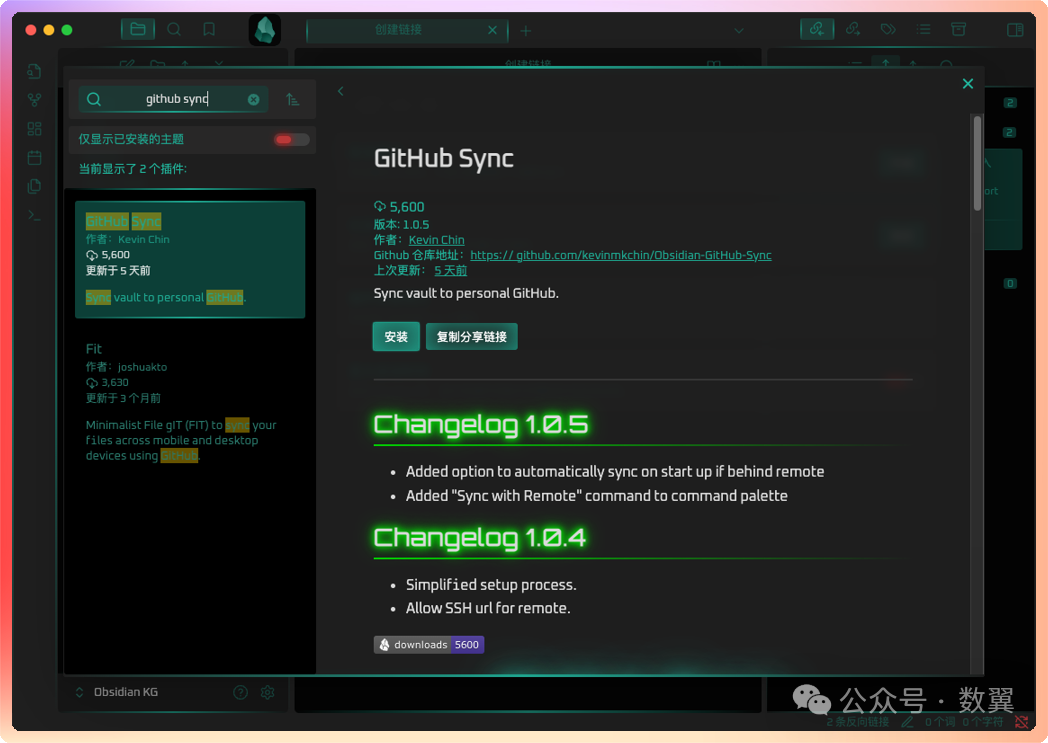 创建链接
创建链接
github sync
仅显示已安装的主题
当前显示了 2 个插件:
GitHub Sync
作者：Kevin Chin
5,600
更新于 5 天前
Sync vault to personal GitHub.
Fit
作者：joshuakto
3,630
更新于 3 个月前
Minimalist File gIT (FIT) to sync your
files across mobile and desktop
devices using GitHub.
GitHub Sync
5,600
版本: 1.0.5
作者：Kevin Chin
Github 仓库地址：https://github.com/kevinmkchin/Obsidian-GitHub-Sync
上次更新： 5 天前
Sync vault to personal GitHub.
安装
复制分享链接
Changelog 1.0.5
• Added option to automatically sync on start up if behind remote
• Added "Sync with Remote" command to command palette
Changelog 1.0.4
• Simplified setup process.
• Allow SSH url for remote.
downloads 5600
2
2
ort
0
Obsidian KG
公众号 · 数翼
2 条反向链接
0 个词 0 个字符